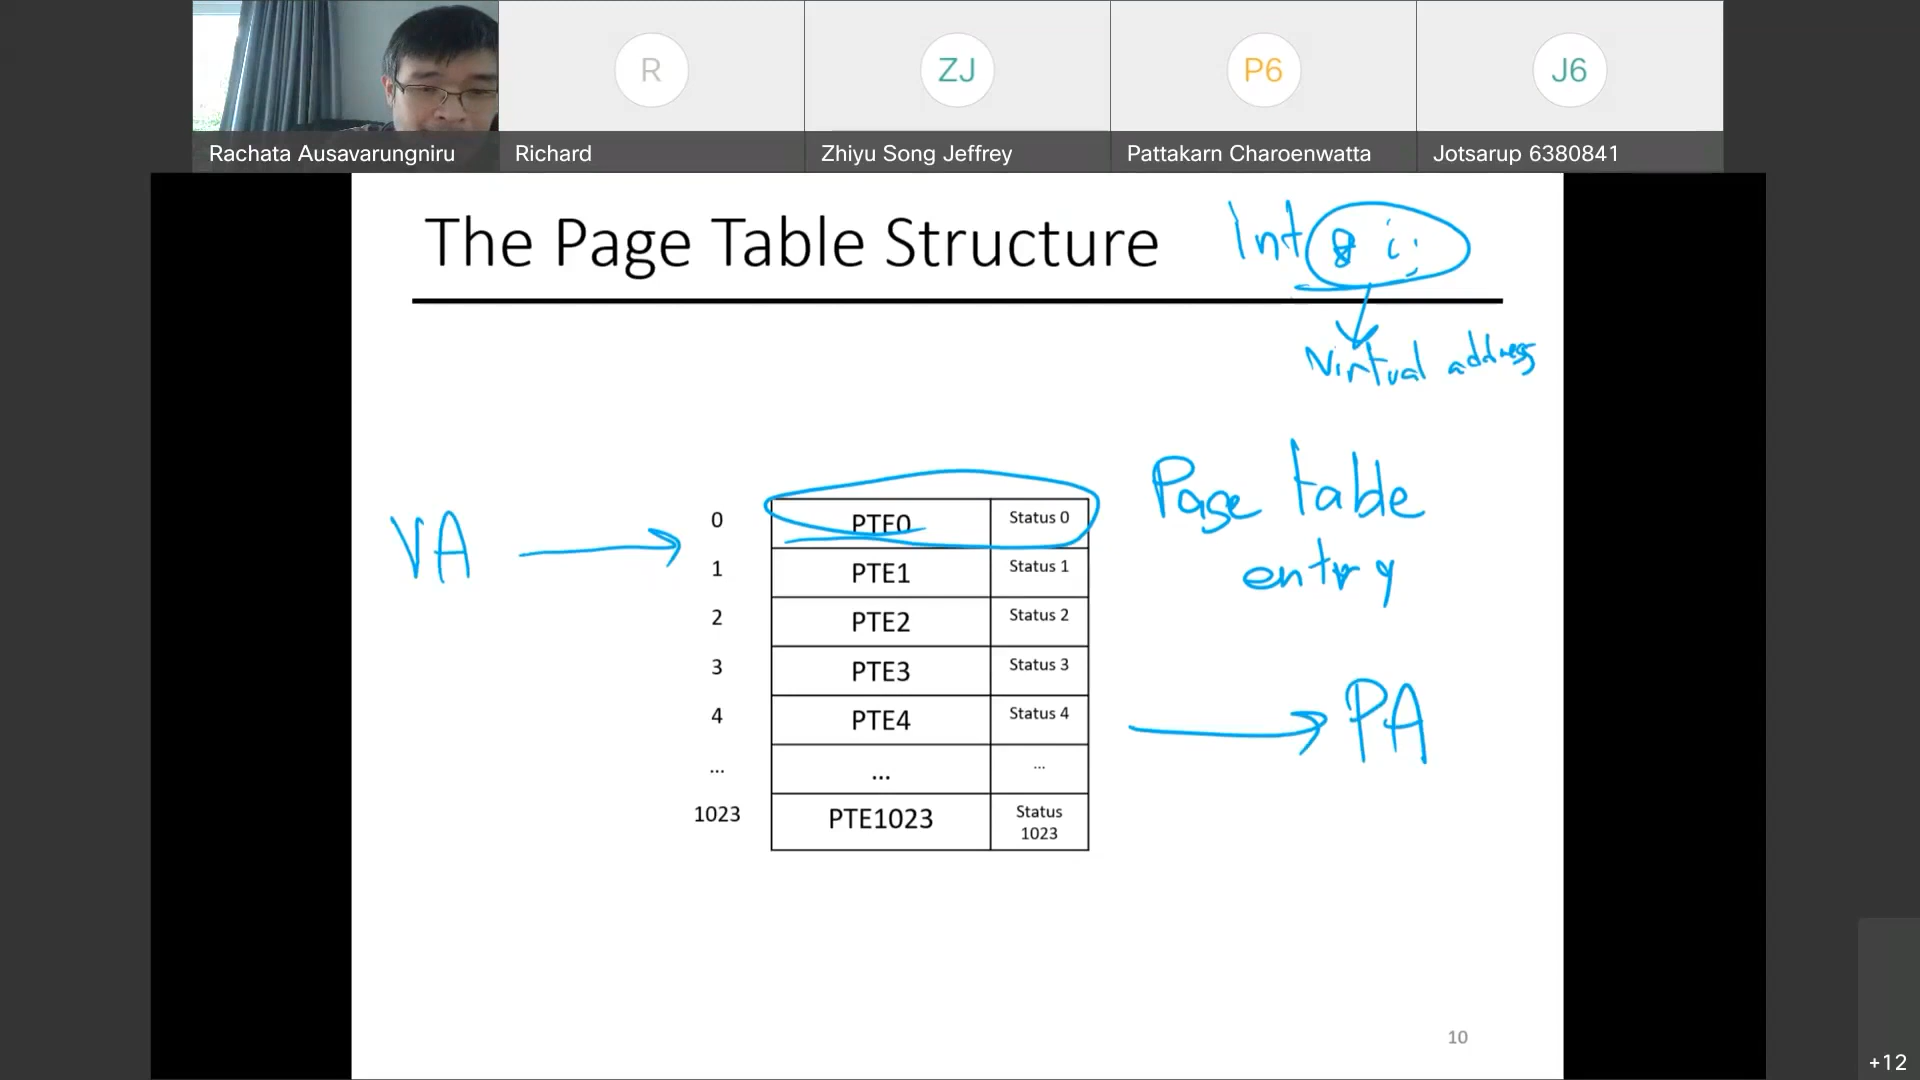 R
ZJ
P6
J6
Rachata Ausavarungniru
Richard
Zhiyu Song Jeffrey
Pattakarn Charoenwatta
Jotsarup 6380841
The Page Table Structure
Int i;
Virtual address
Page table
entry
VA
0 PTE0 Status 0
1 PTE1 Status 1
2 PTE2 Status 2
3 PTE3 Status 3
4 PTE4 Status 4
... ... ...
1023 PTE1023 Status
1023
PA
10
+12